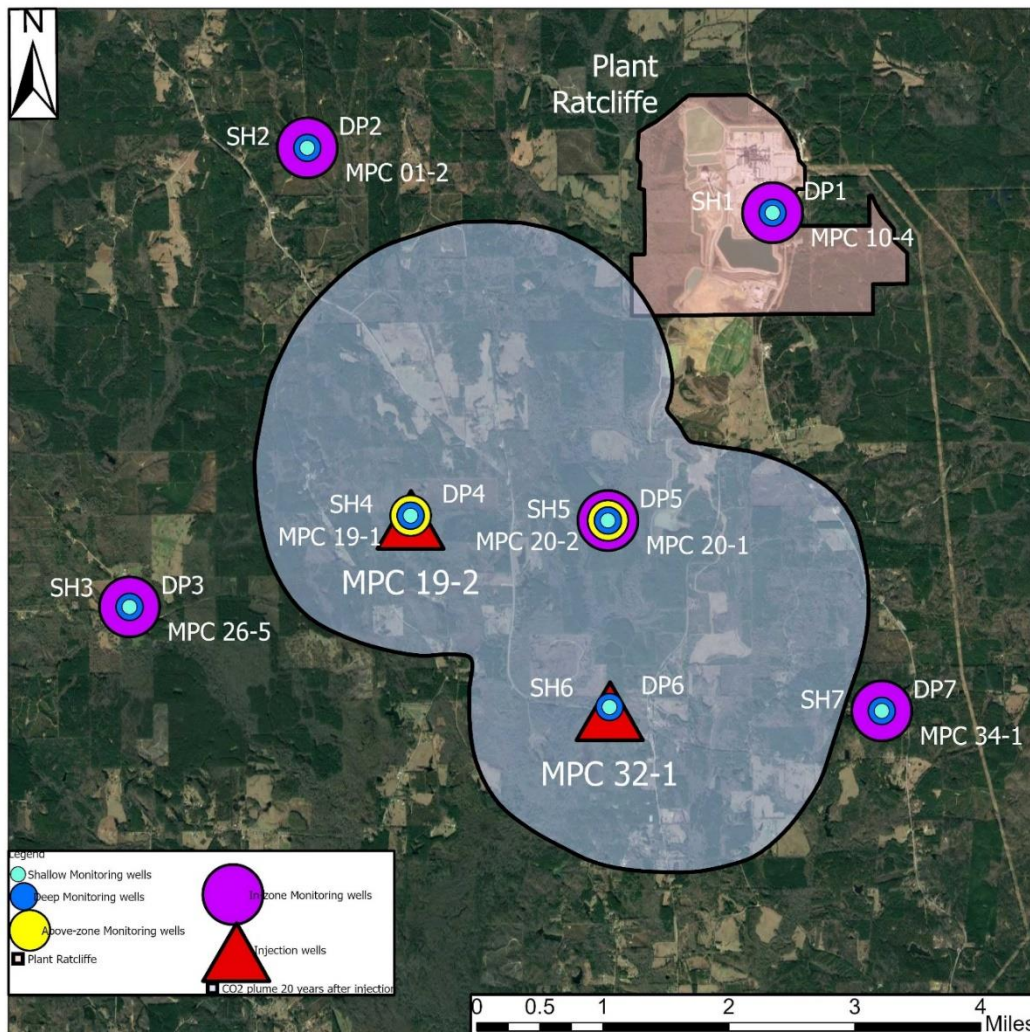 N
Plant
Ratcliffe
SH2 DP2
MPC 01-2
SH1 DP1
MPC 10-4
SH4 DP4
MPC 19-1
MPC 19-2
SH5 DP5
MPC 20-2 MPC 20-1
SH3 DP3
MPC 26-5
SH6 DP6
MPC 32-1
SH7 DP7
MPC 34-1
Legend
Shallow Monitoring wells
Deep Monitoring wells
Above-zone Monitoring wells
Plant Ratcliffe
In-zone Monitoring wells
Injection wells
CO2 plume 20 years after injection
0 0.5 1 2 3 4
Miles